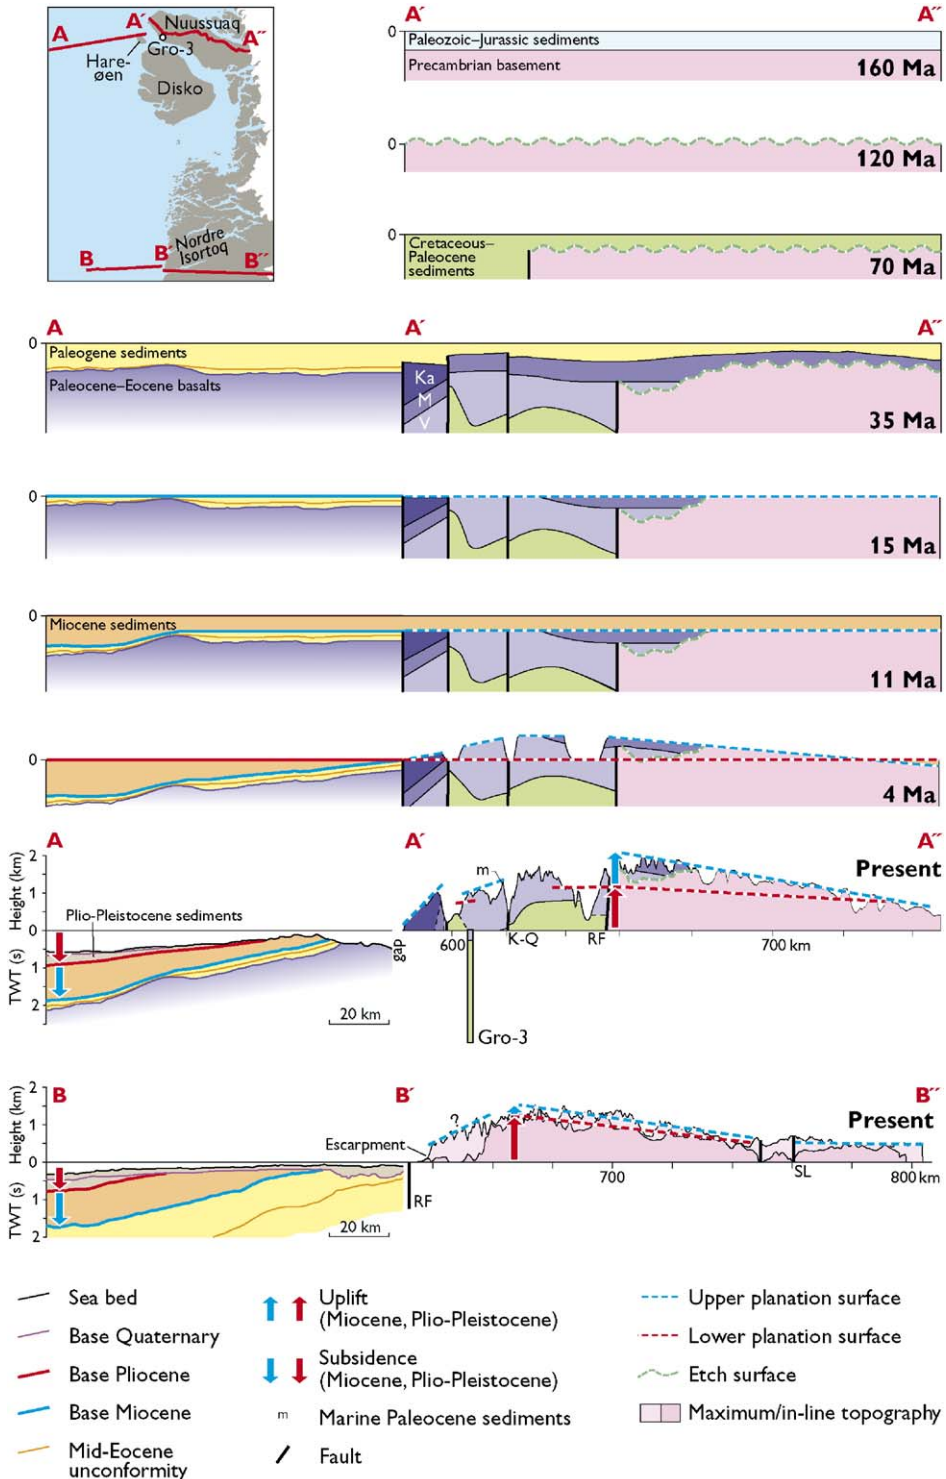 A
A′
Nuussuaq
A″
Gro-3
Hare-
øen
Disko
Nordre
Isortoq
B
B′
B″
A′
A″
0
Paleozoic–Jurassic sediments
Precambrian basement
160 Ma
0
120 Ma
0
Cretaceous–
Paleocene
sediments
70 Ma
A
A′
A″
0
Paleogene sediments
Paleocene–Eocene basalts
Ka
M
V
35 Ma
0
15 Ma
0
Miocene sediments
11 Ma
0
4 Ma
A
A′
A″
Height (km)
2
1
0
TWT (s)
1
2
Plio-Pleistocene sediments
20 km
gap
m
Present
600
K-Q
RF
700 km
Gro-3
B
B′
B″
Height (km)
2
1
0
TWT (s)
1
2
20 km
Escarpment
?
RF
Present
700
SL
800 km
Sea bed
Base Quaternary
Base Pliocene
Base Miocene
Mid-Eocene
unconformity
Uplift
(Miocene, Plio-Pleistocene)
Subsidence
(Miocene, Plio-Pleistocene)
m Marine Paleocene sediments
Fault
Upper planation surface
Lower planation surface
Etch surface
Maximum/in-line topography